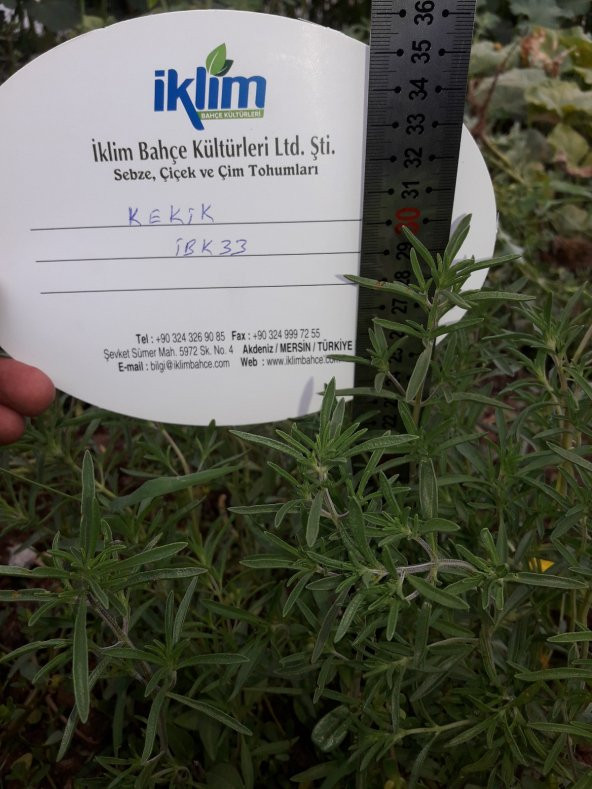 iklim
BAHÇE KÜLTÜRLERİ
İklim Bahçe Kültürleri Ltd. Şti.
Sebze, Çiçek ve Çim Tohumları
KEKİK
İBK33
Tel : +90 324 326 90 85 Fax : +90 324 999 72 55
Şevket Sümer Mah. 5972 Sk. No. 4 Akdeniz / MERSİN / TÜRKİYE
E-mail : bilgi@iklimbahce.com Web : www.iklimbahce.com
36
35
34
33
32
31
30
29
28
27